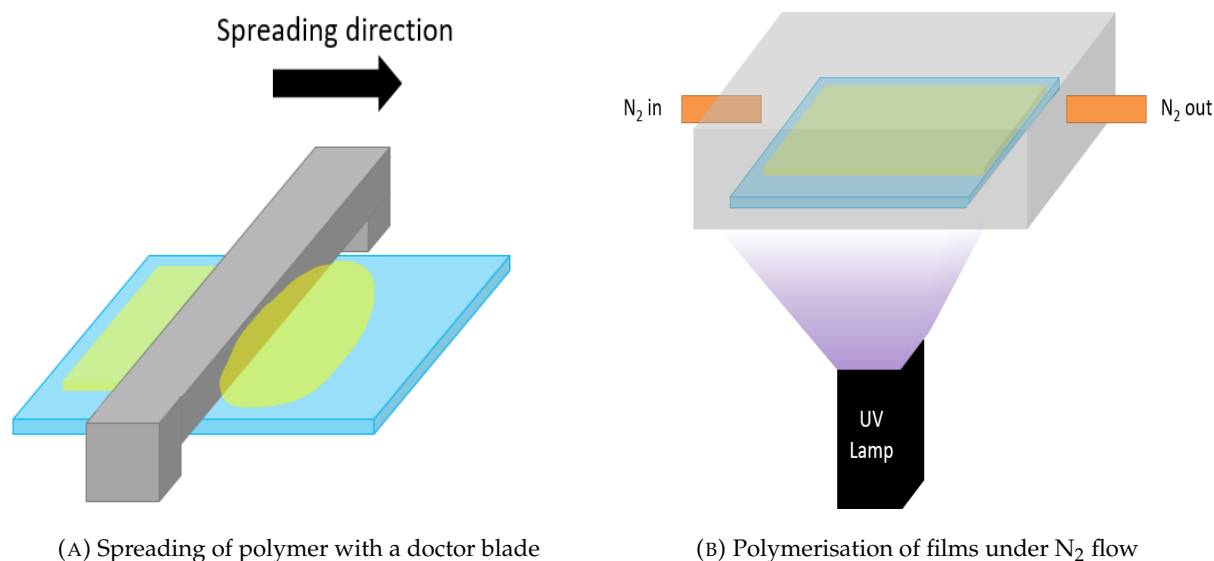 Spreading direction
N₂ in
N₂ out
UV
Lamp
(A) Spreading of polymer with a doctor blade
(B) Polymerisation of films under N₂ flow